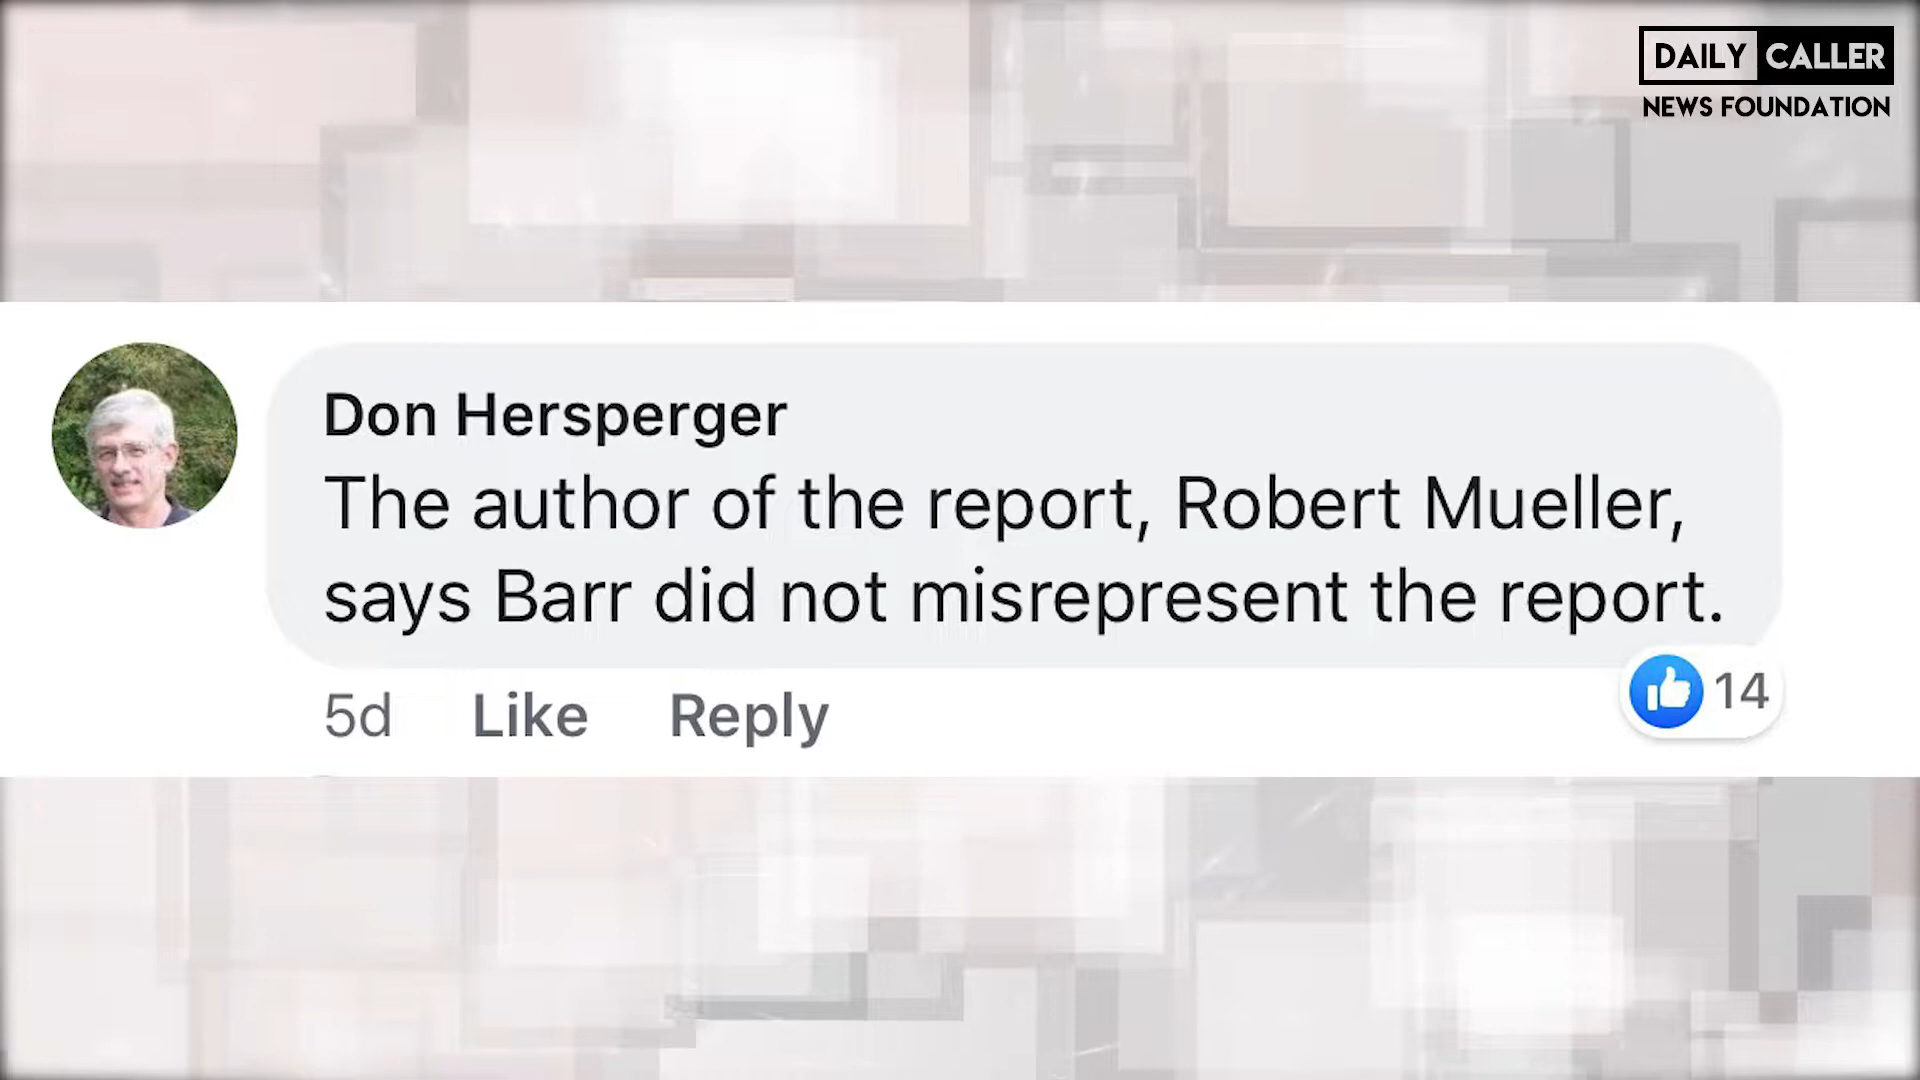 DAILY CALLER
NEWS FOUNDATION
Don Hersperger
The author of the report, Robert Mueller,
says Barr did not misrepresent the report.
5d Like Reply
14